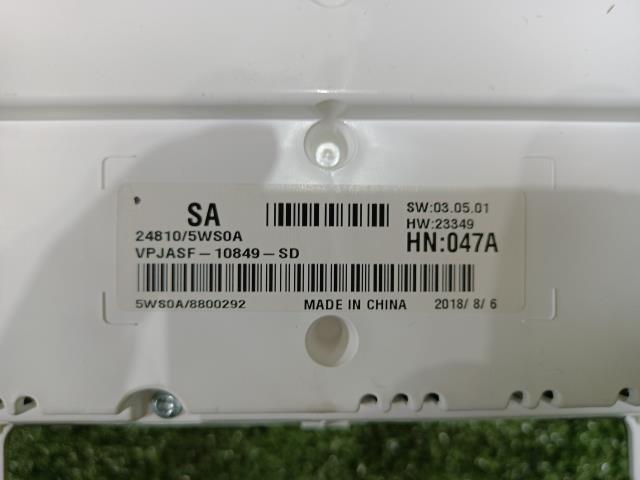 SA
SW:03.05.01
HW:23349
24810/5WS0A
HN:047A
VPJASF-10849-SD
5WS0A/8800292 MADE IN CHINA 2018/ 8/ 6